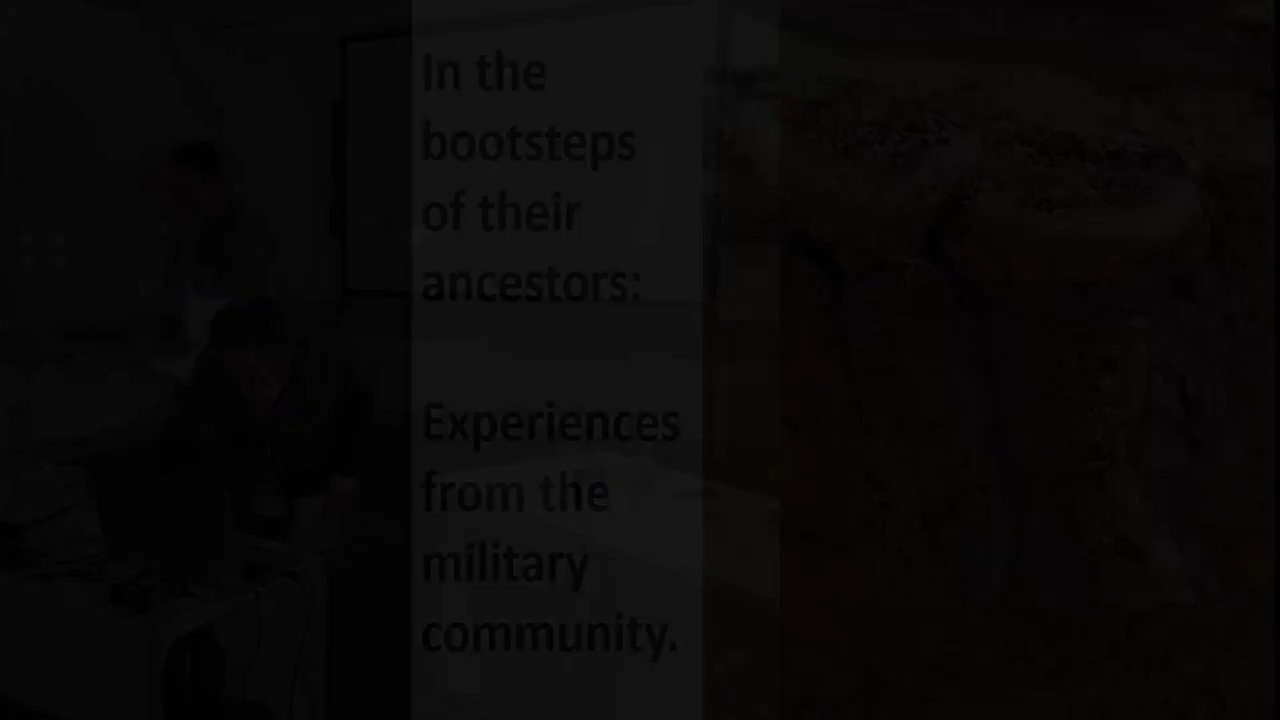 In the
bootsteps
of their
ancestors:
Experiences
from the
military
community.